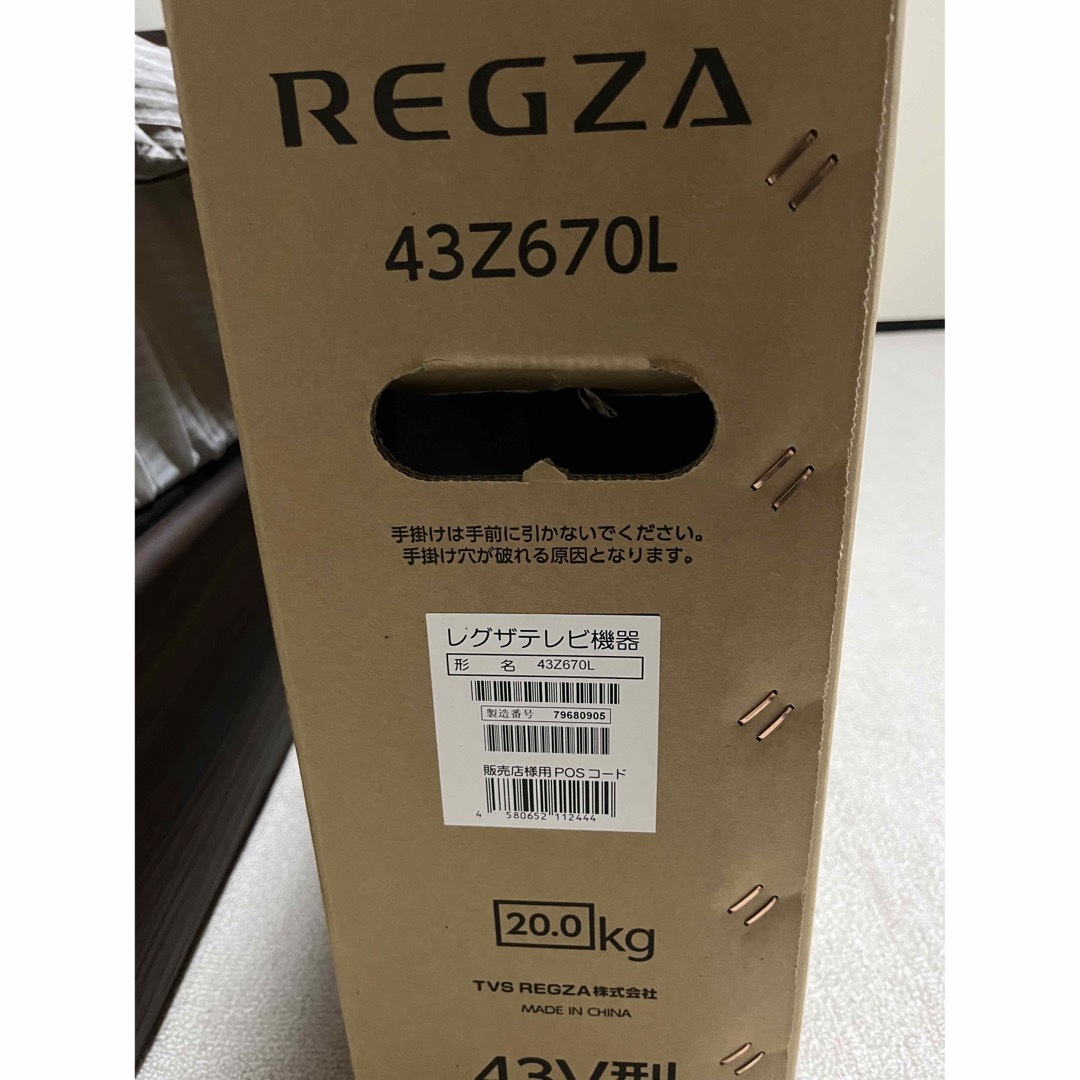 REGZA
43Z670L
手掛けは手前に引かないでください。
手掛け穴が破れる原因となります。
レグザテレビ機器
形 名 43Z670L
製造番号 79680905
販売店様用POSコード
4 580652 112444
20.0 kg
TVS REGZA株式会社
MADE IN CHINA
43V型